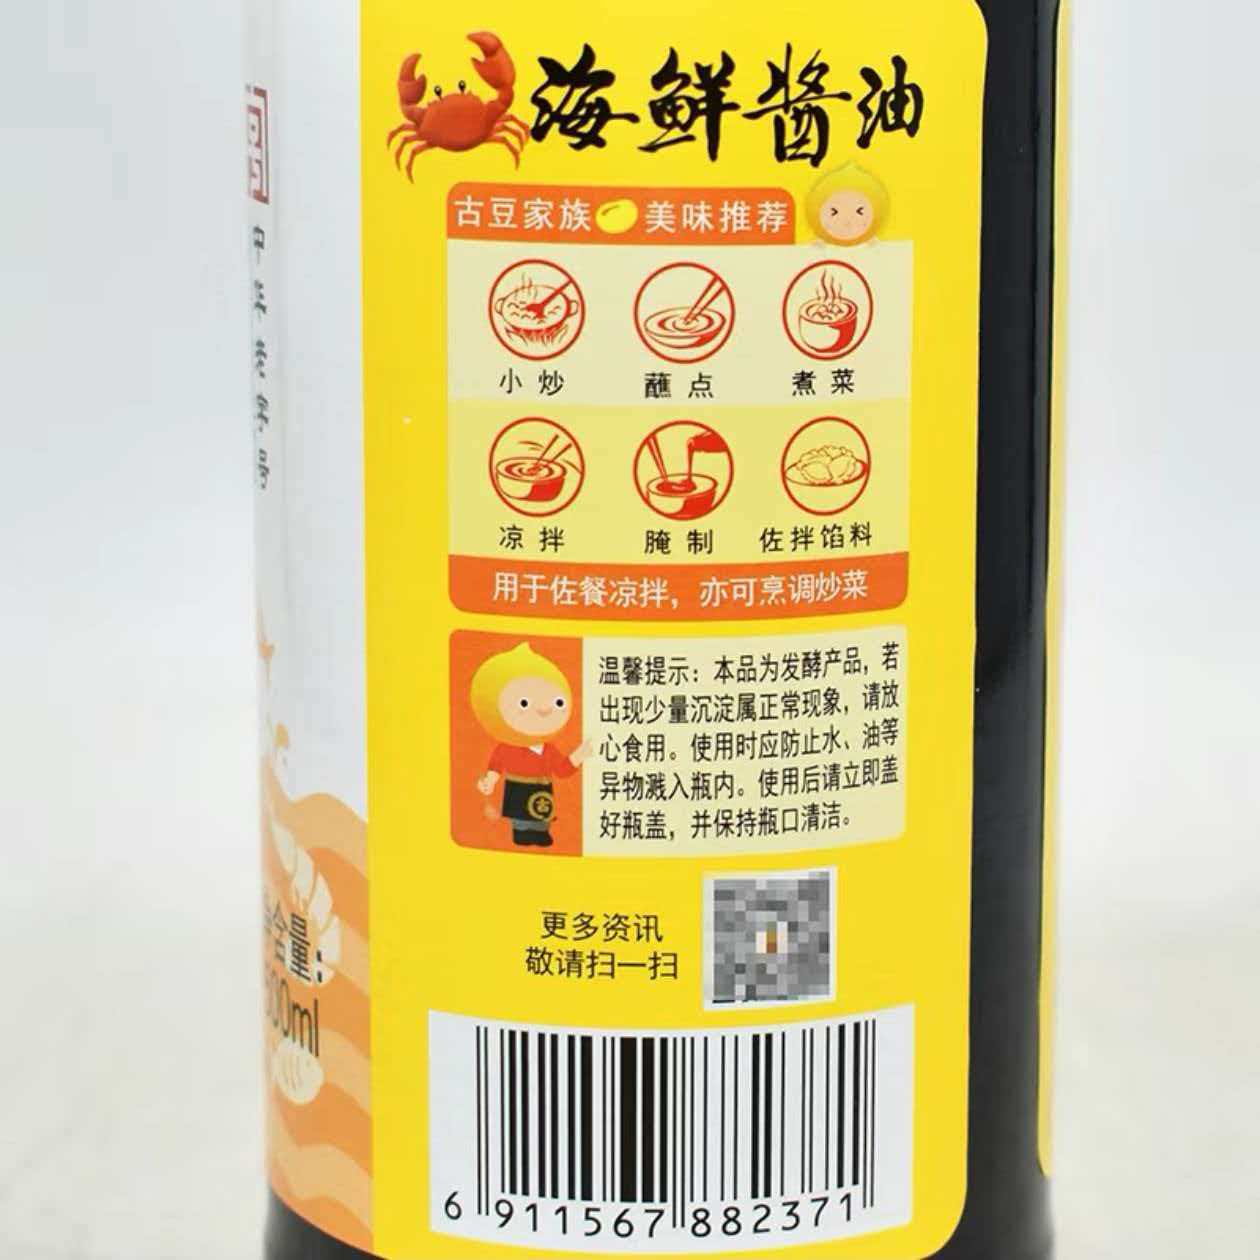 海鲜酱油
古豆家族 美味推荐
小炒 蘸点 煮菜
凉拌 腌制 佐拌馅料
用于佐餐凉拌，亦可烹调炒菜
温馨提示：本品为发酵产品，若
出现少量沉淀属正常现象，请放
心食用。使用时应防止水、油等
异物溅入瓶内。使用后请立即盖
好瓶盖，并保持瓶口清洁。
更多资讯
敬请扫一扫
6 911567 882371
中华老字号
含量：
500ml